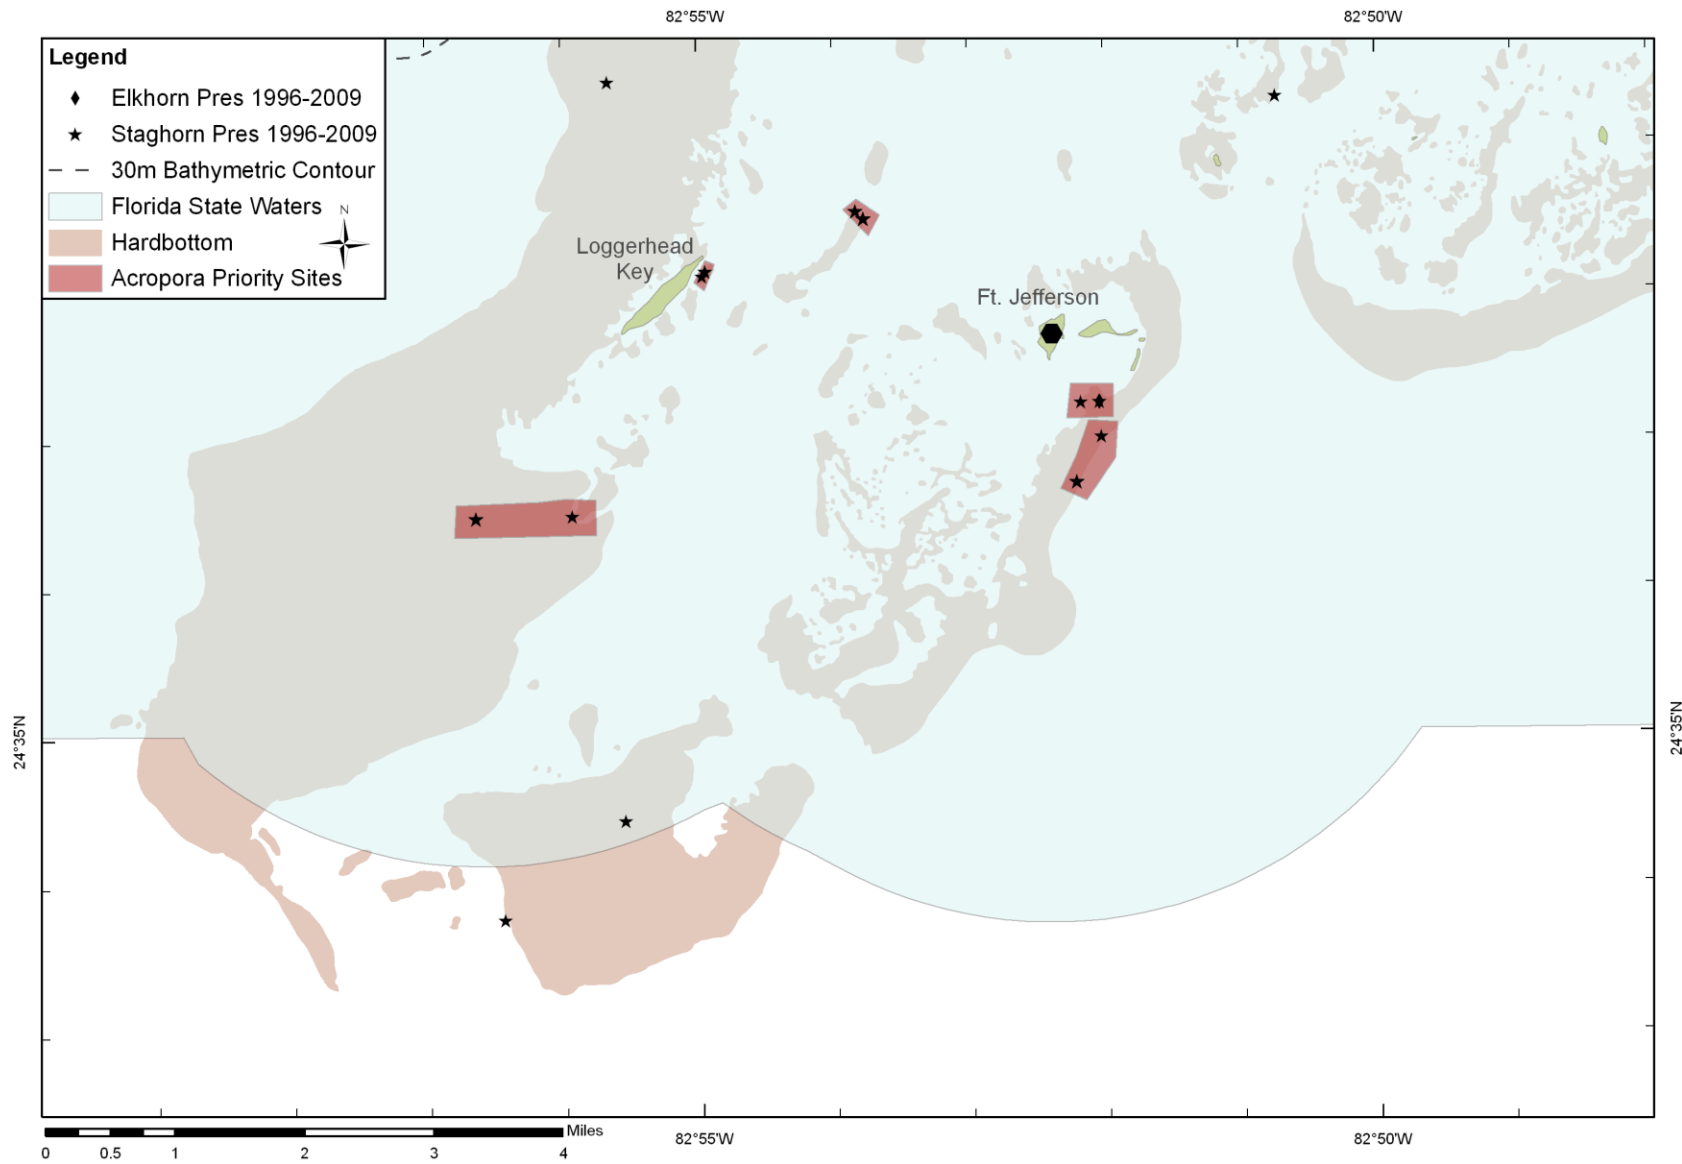 82°55'W
82°50'W
Legend
Elkhorn Pres 1996-2009
Staghorn Pres 1996-2009
30m Bathymetric Contour
Florida State Waters
N
Hardbottom
Acropora Priority Sites
Loggerhead
Key
Ft. Jefferson
24°35'N
24°35'N
Miles
0
0.5
1
2
3
4
82°55'W
82°50'W